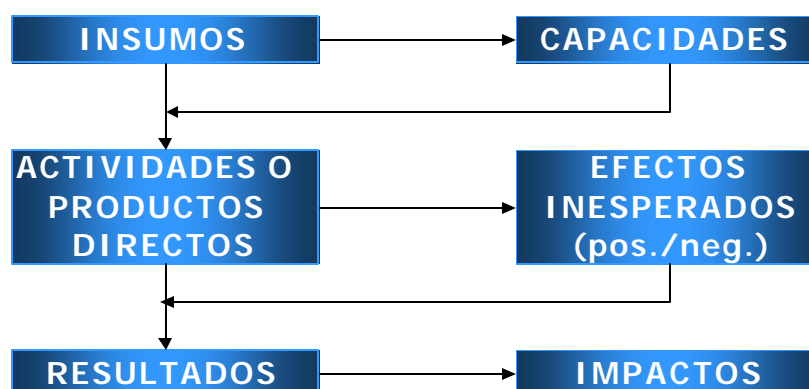 INSUMOS
CAPACIDADES
ACTIVIDADES O
PRODUCTOS
DIRECTOS
EFECTOS
INESPERADOS
(pos./neg.)
RESULTADOS
IMPACTOS